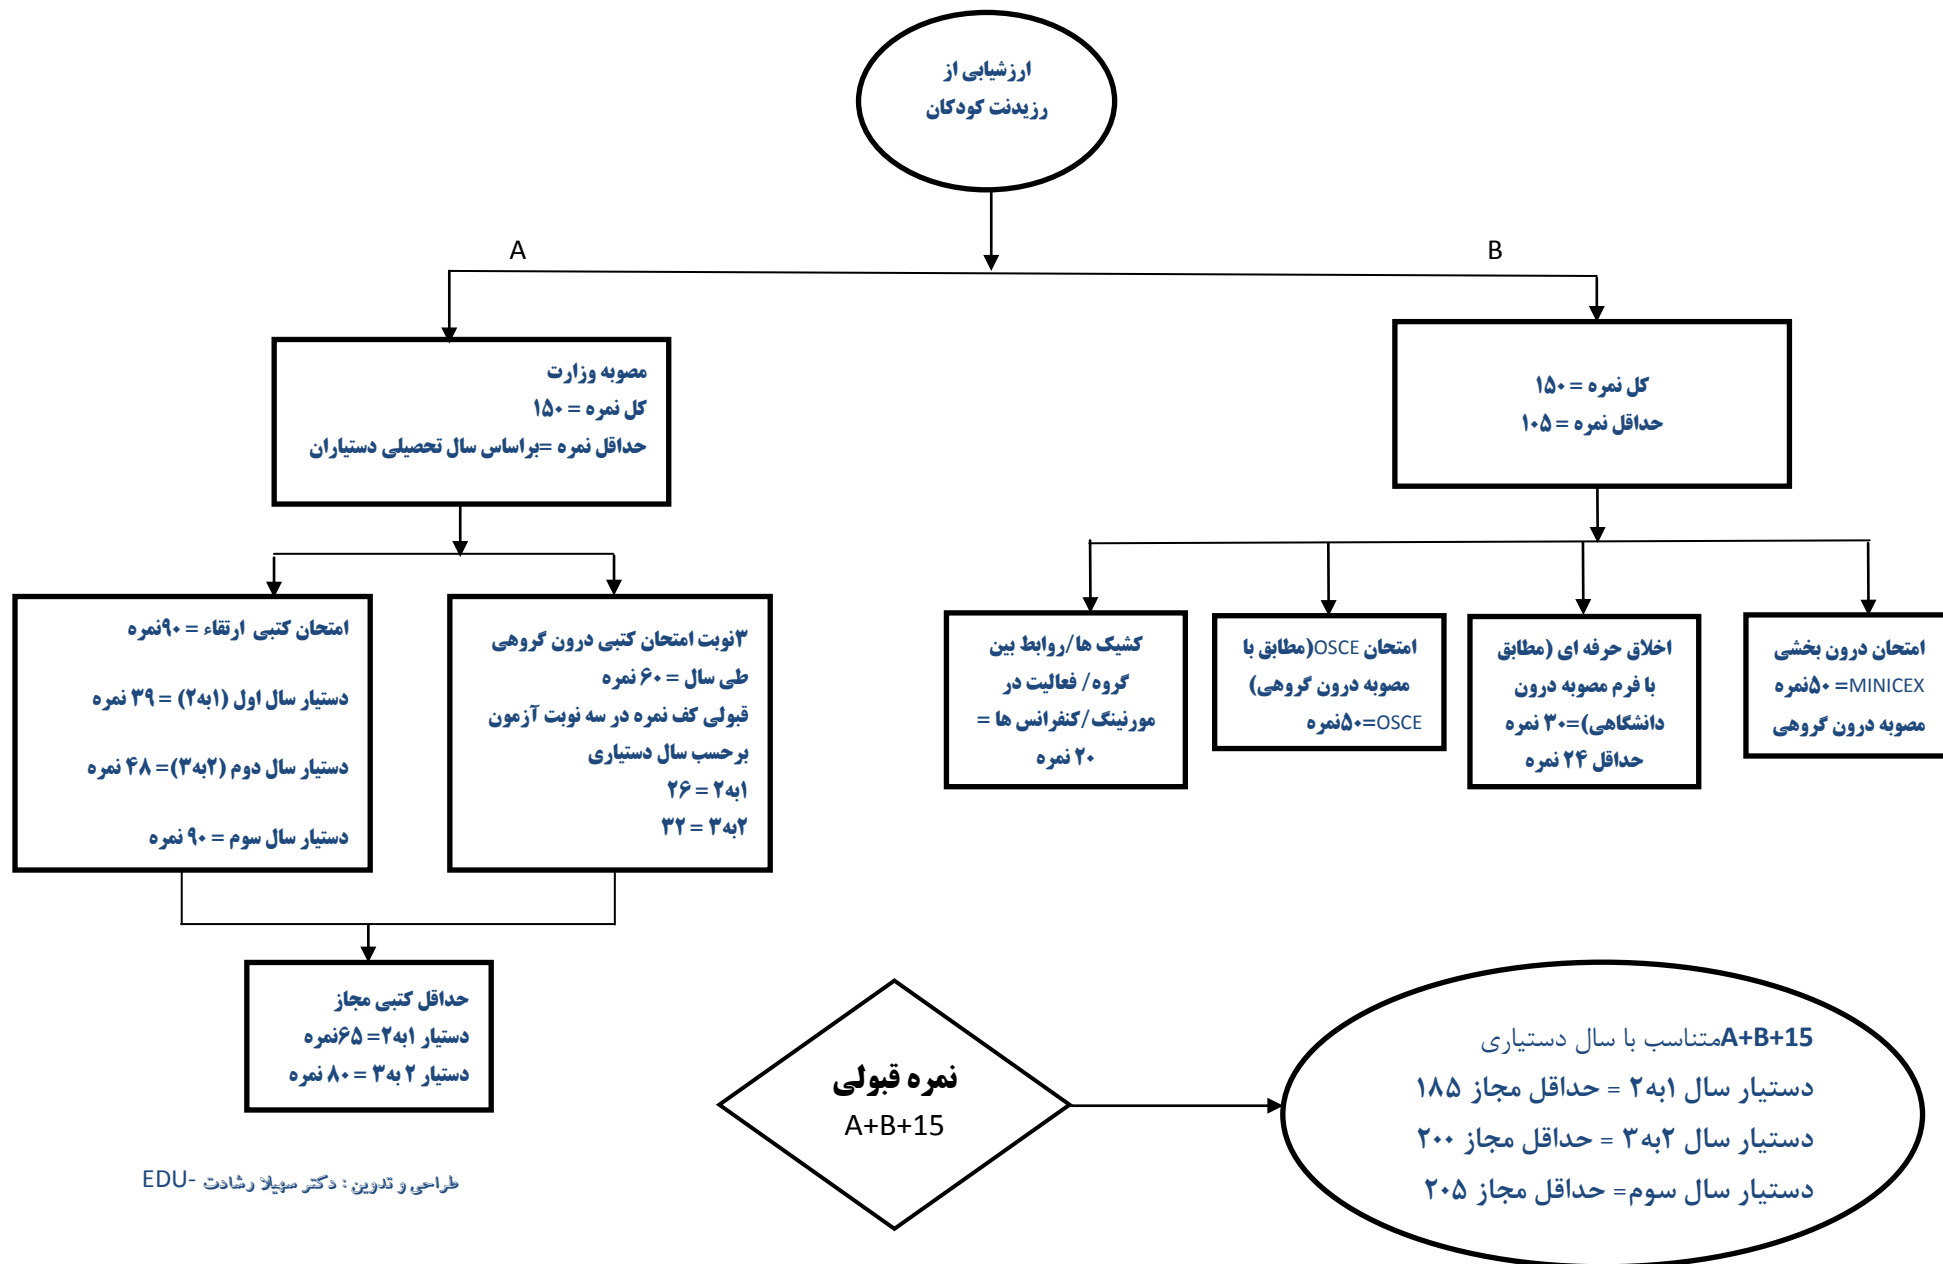 ارزشیابی از
رزیدنت کودکان
A
B
مصوبه وزارت
کل نمره = ۱۵۰
حداقل نمره =براساس سال تحصیلی دستیاران
کل نمره = ۱۵۰
حداقل نمره = ۱۰۵
امتحان کتبی ارتقاء = ۹۰نمره
دستیار سال اول (۱به۲) = ۳۹ نمره
دستیار سال دوم (۲به۳)= ۴۸ نمره
دستیار سال سوم = ۹۰ نمره
۳نوبت امتحان کتبی درون گروهی
طی سال = ۶۰ نمره
قبولی کف نمره در سه نوبت آزمون
برحسب سال دستیاری
۱به۲ = ۲۶
۲به۳ = ۳۲
کشیک ها/روابط بین
گروه/ فعالیت در
مورنینگ/کنفرانس ها =
۲۰ نمره
امتحان OSCE(مطابق با
مصوبه درون گروهی)
OSCE=۵۰نمره
اخلاق حرفه ای (مطابق
با فرم مصوبه درون
دانشگاهی)=۳۰ نمره
حداقل ۲۴ نمره
امتحان درون بخشی
MINICEX= ۵۰نمره
مصوبه درون گروهی
حداقل کتبی مجاز
دستیار ۱به۲= ۶۵نمره
دستیار ۲ به۳ = ۸۰ نمره
نمره قبولی
A+B+15
A+B+15متناسب با سال دستیاری
دستیار سال ۱به۲ = حداقل مجاز ۱۸۵
دستیار سال ۲به۳ = حداقل مجاز ۲۰۰
دستیار سال سوم= حداقل مجاز ۲۰۵
طراحی و تدوین : دکتر سهیلا رشادت -EDU